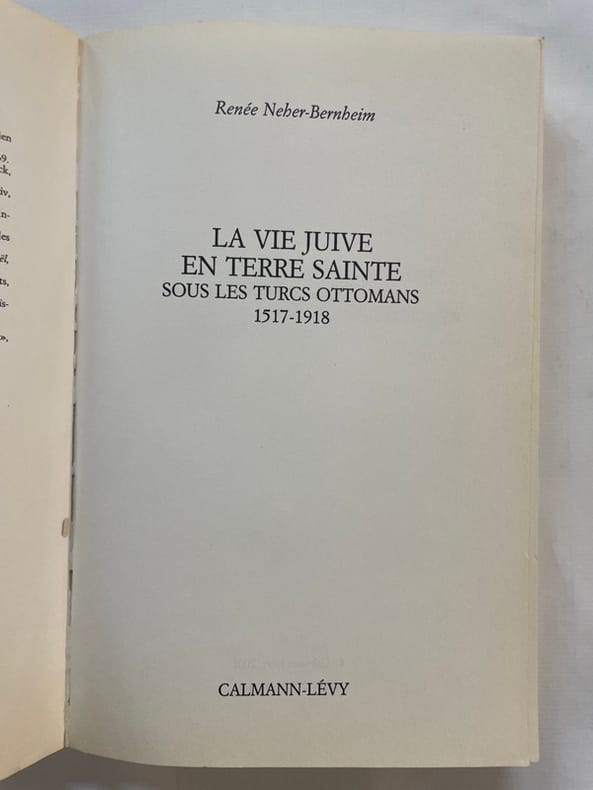 Renée Neher-Bernheim
LA VIE JUIVE
EN TERRE SAINTE
SOUS LES TURCS OTTOMANS
1517-1918
CALMANN-LÉVY